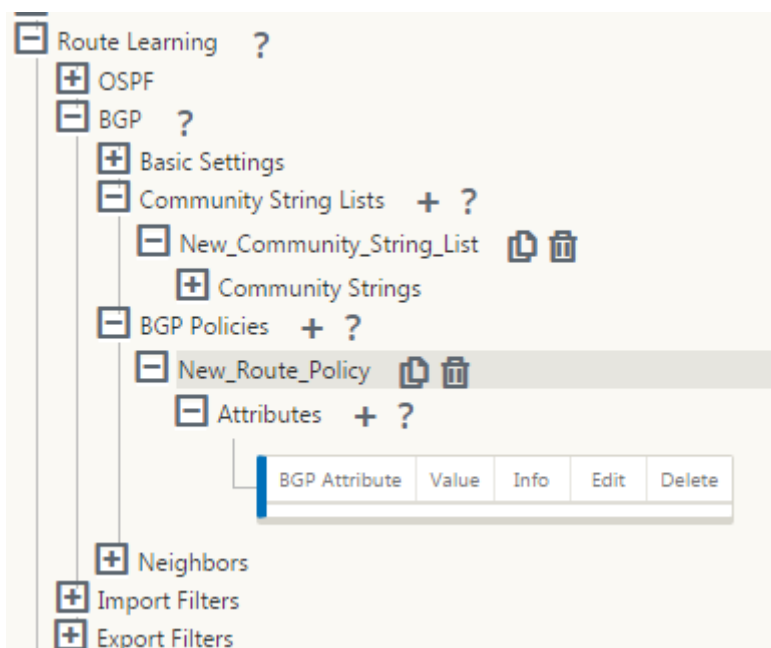 Route Learning ?
OSPF
BGP ?
Basic Settings
Community String Lists + ?
New_Community_String_List
Community Strings
BGP Policies + ?
New_Route_Policy
Attributes + ?
BGP Attribute Value Info Edit Delete
Neighbors
Import Filters
Export Filters